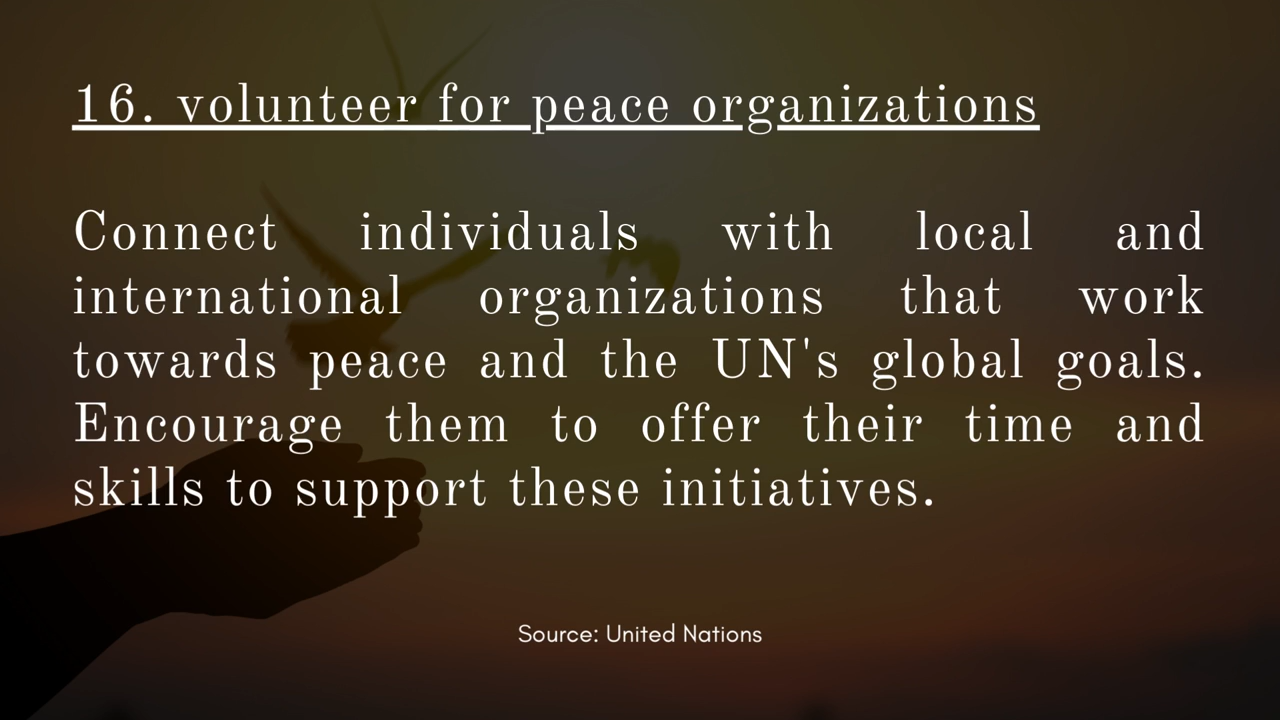 16. volunteer for peace organizations
Connect individuals with local and
international organizations that work
towards peace and the UN's global goals.
Encourage them to offer their time and
skills to support these initiatives.
Source: United Nations